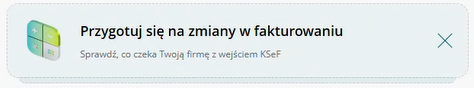 Przygotuj się na zmiany w fakturowaniu
Sprawdź, co czeka Twoją firmę z wejściem KSeF